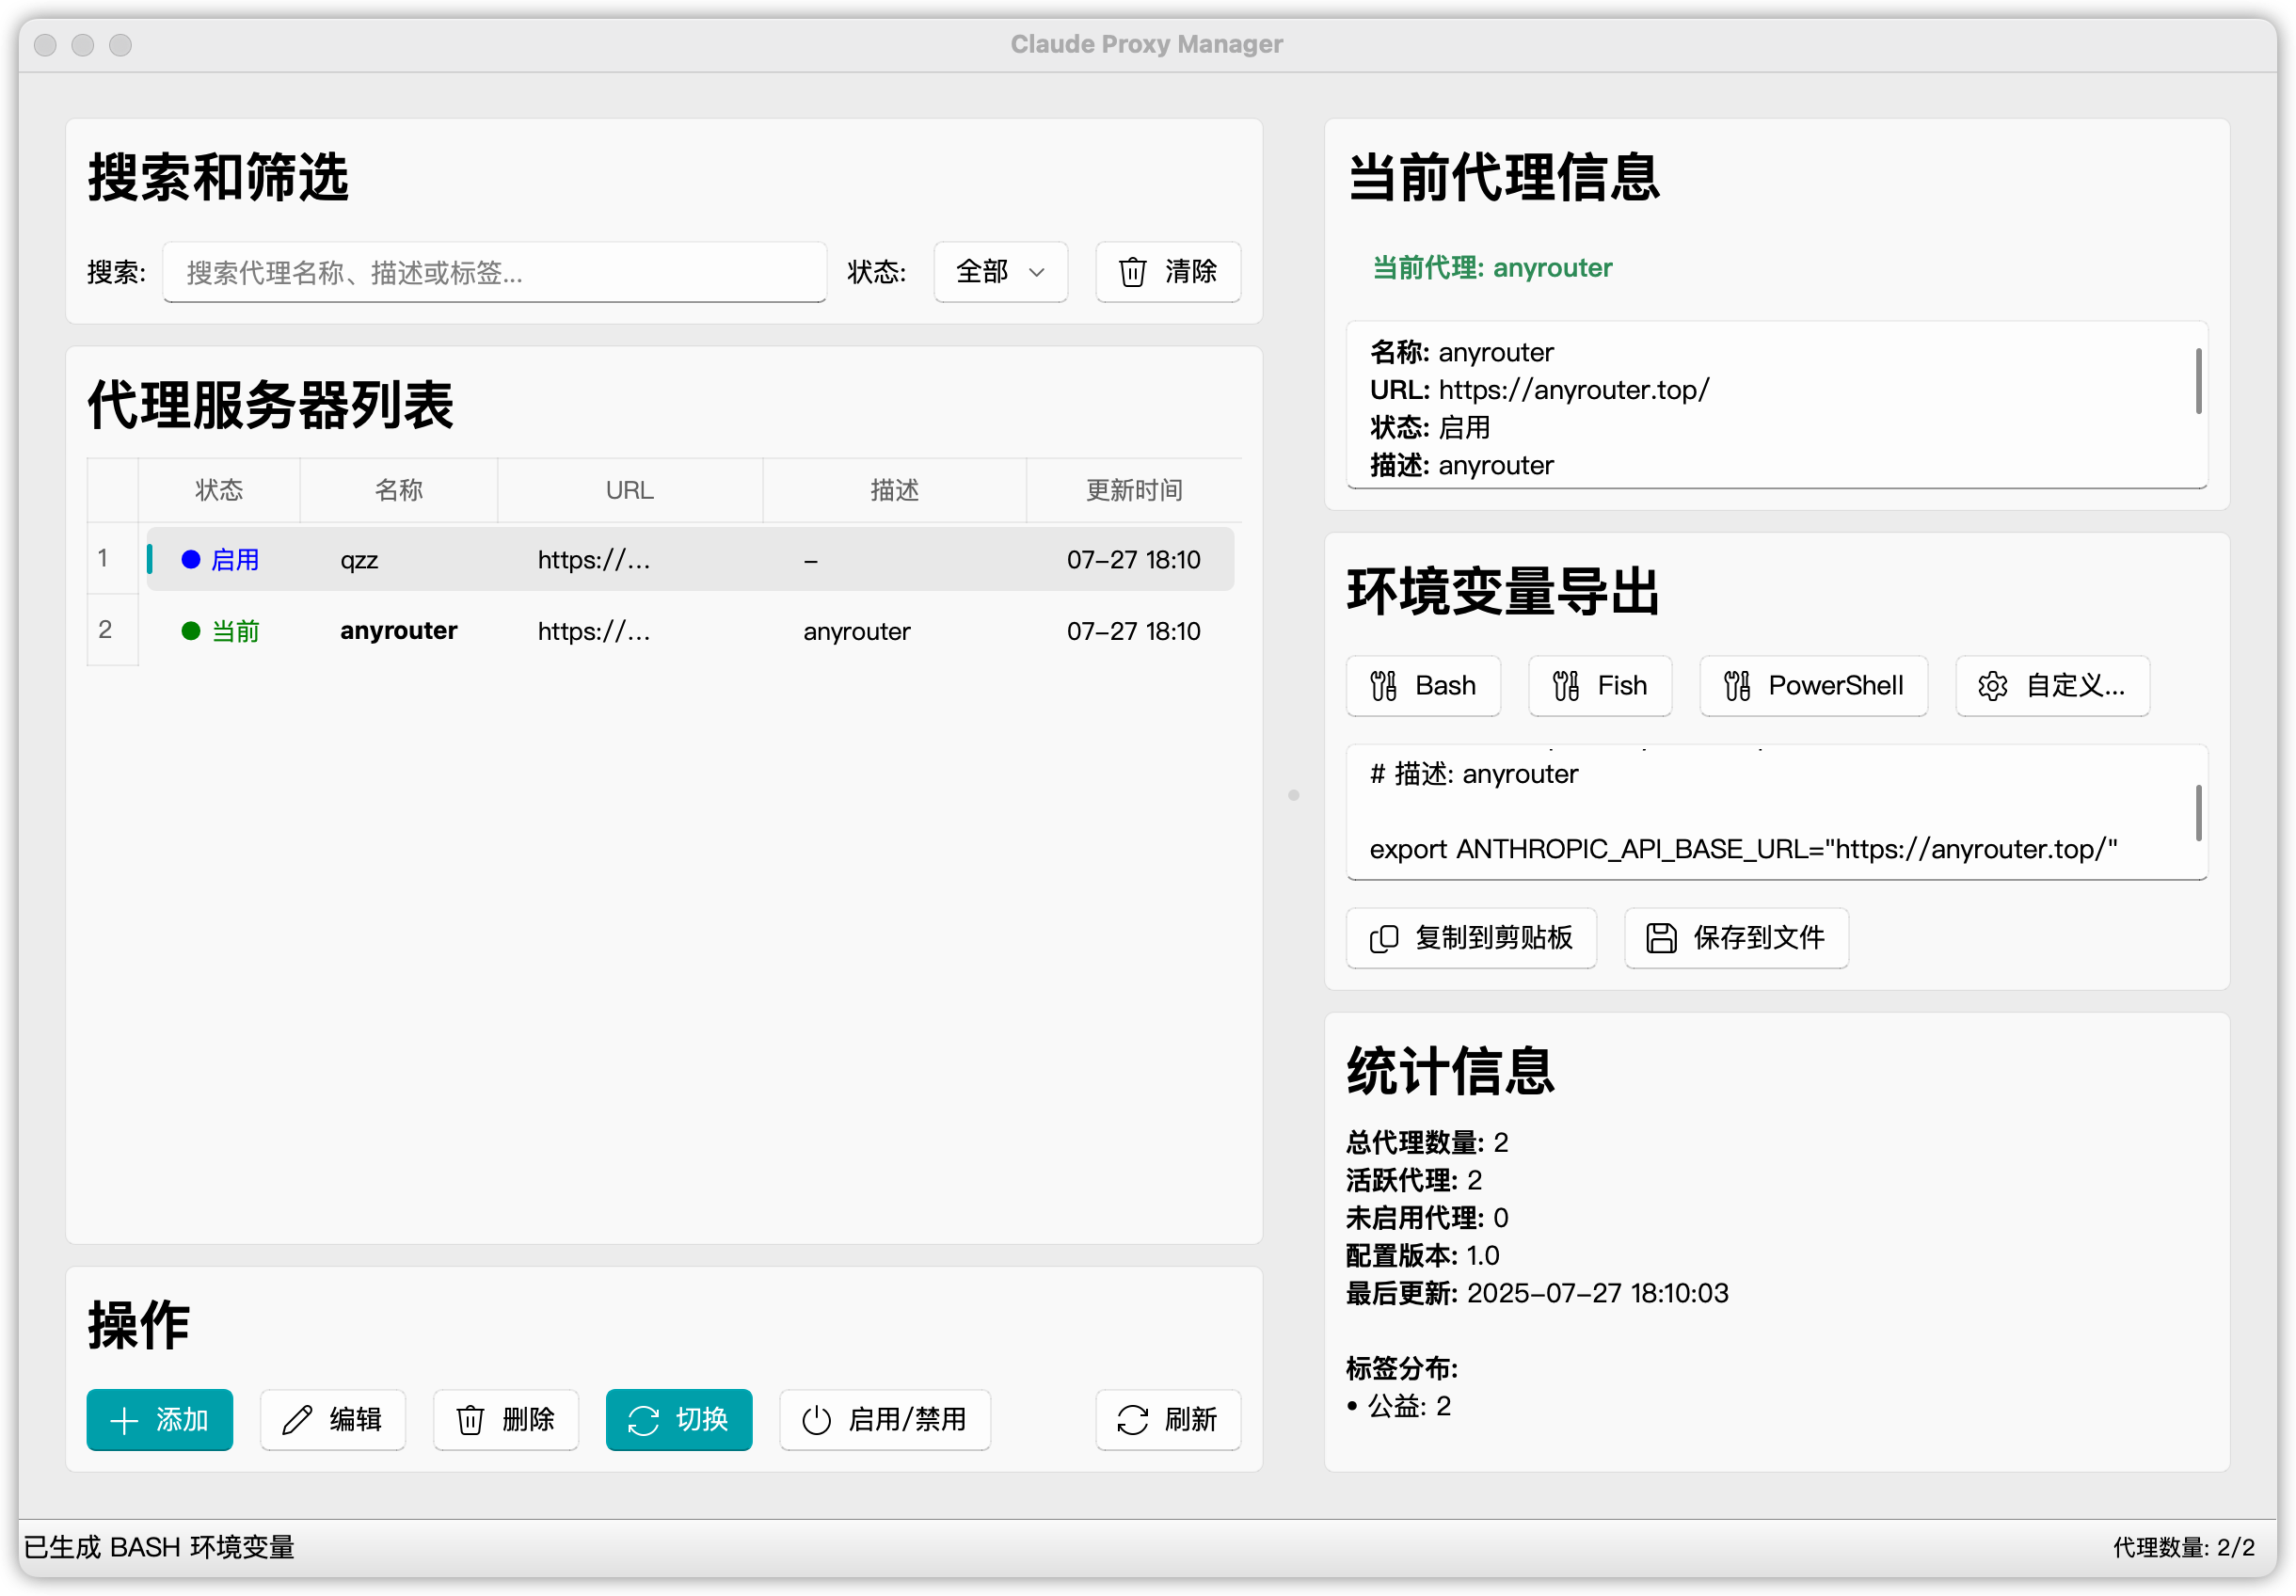 Claude Proxy Manager
搜索和筛选
搜索: 搜索代理名称、描述或标签... 状态: 全部 清除
代理服务器列表
状态 名称 URL 描述 更新时间
1 启用 qzz https://... – 07–27 18:10
2 当前 anyrouter https://... anyrouter 07–27 18:10
操作
添加 编辑 删除 切换 启用/禁用 刷新
当前代理信息
当前代理: anyrouter
名称: anyrouter
URL: https://anyrouter.top/
状态: 启用
描述: anyrouter
环境变量导出
Bash Fish PowerShell 自定义...
# 描述: anyrouter
export ANTHROPIC_API_BASE_URL="https://anyrouter.top/"
复制到剪贴板 保存到文件
统计信息
总代理数量: 2
活跃代理: 2
未启用代理: 0
配置版本: 1.0
最后更新: 2025–07–27 18:10:03
标签分布:
• 公益: 2
已生成 BASH 环境变量 代理数量: 2/2